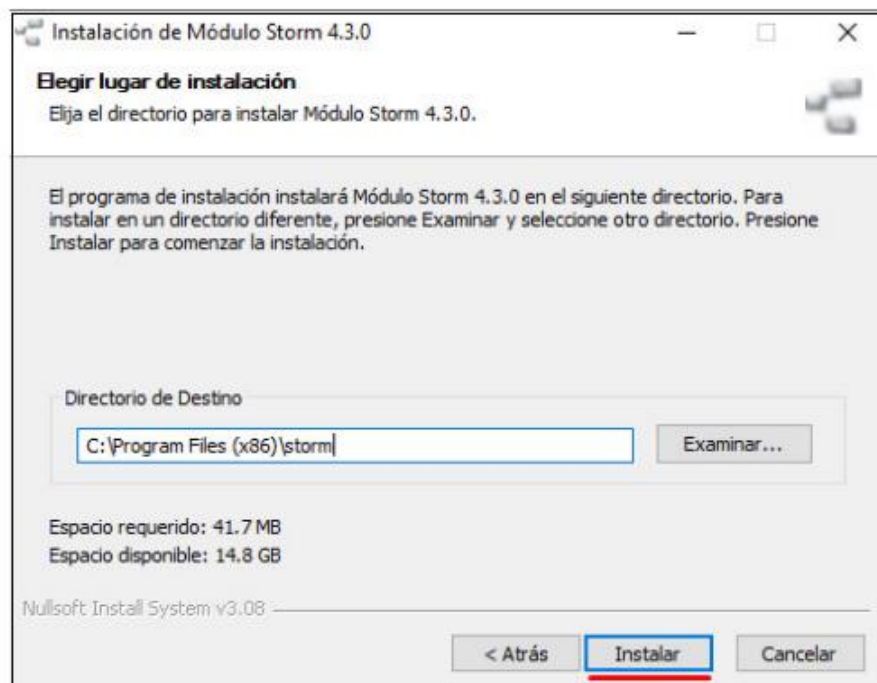 Instalación de Módulo Storm 4.3.0
Elegir lugar de instalación
Elija el directorio para instalar Módulo Storm 4.3.0.
El programa de instalación instalará Módulo Storm 4.3.0 en el siguiente directorio. Para
instalar en un directorio diferente, presione Examinar y seleccione otro directorio. Presione
Instalar para comenzar la instalación.
Directorio de Destino
C:\Program Files (x86)\storm
Examinar...
Espacio requerido: 41.7 MB
Espacio disponible: 14.8 GB
Nullsoft Install System v3.08
< Atrás
Instalar
Cancelar